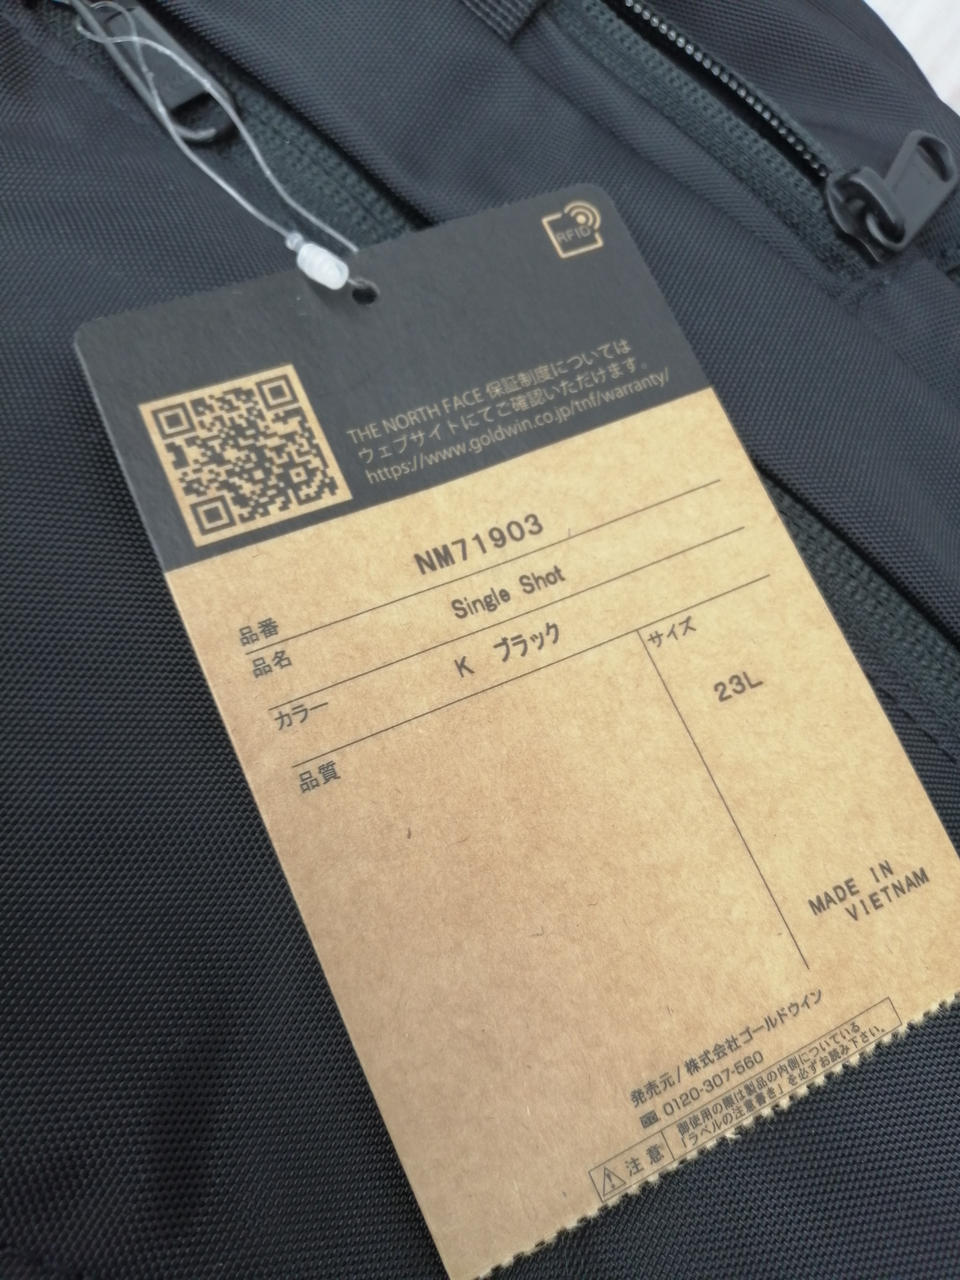 RFID
THE NORTH FACE 保証制度については
ウェブサイトにてご確認いただけます。
https://www.goldwin.co.jp/tnf/warranty/
品番 NM71903
品名 Single Shot
カラー K ブラック
品質
サイズ
23L
MADE IN
VIETNAM
発売元/株式会社ゴールドウイン
0120-307-560
注意
御使用の際は製品の内側についている
「ラベルの注意書き」を必ずお読み下さい。